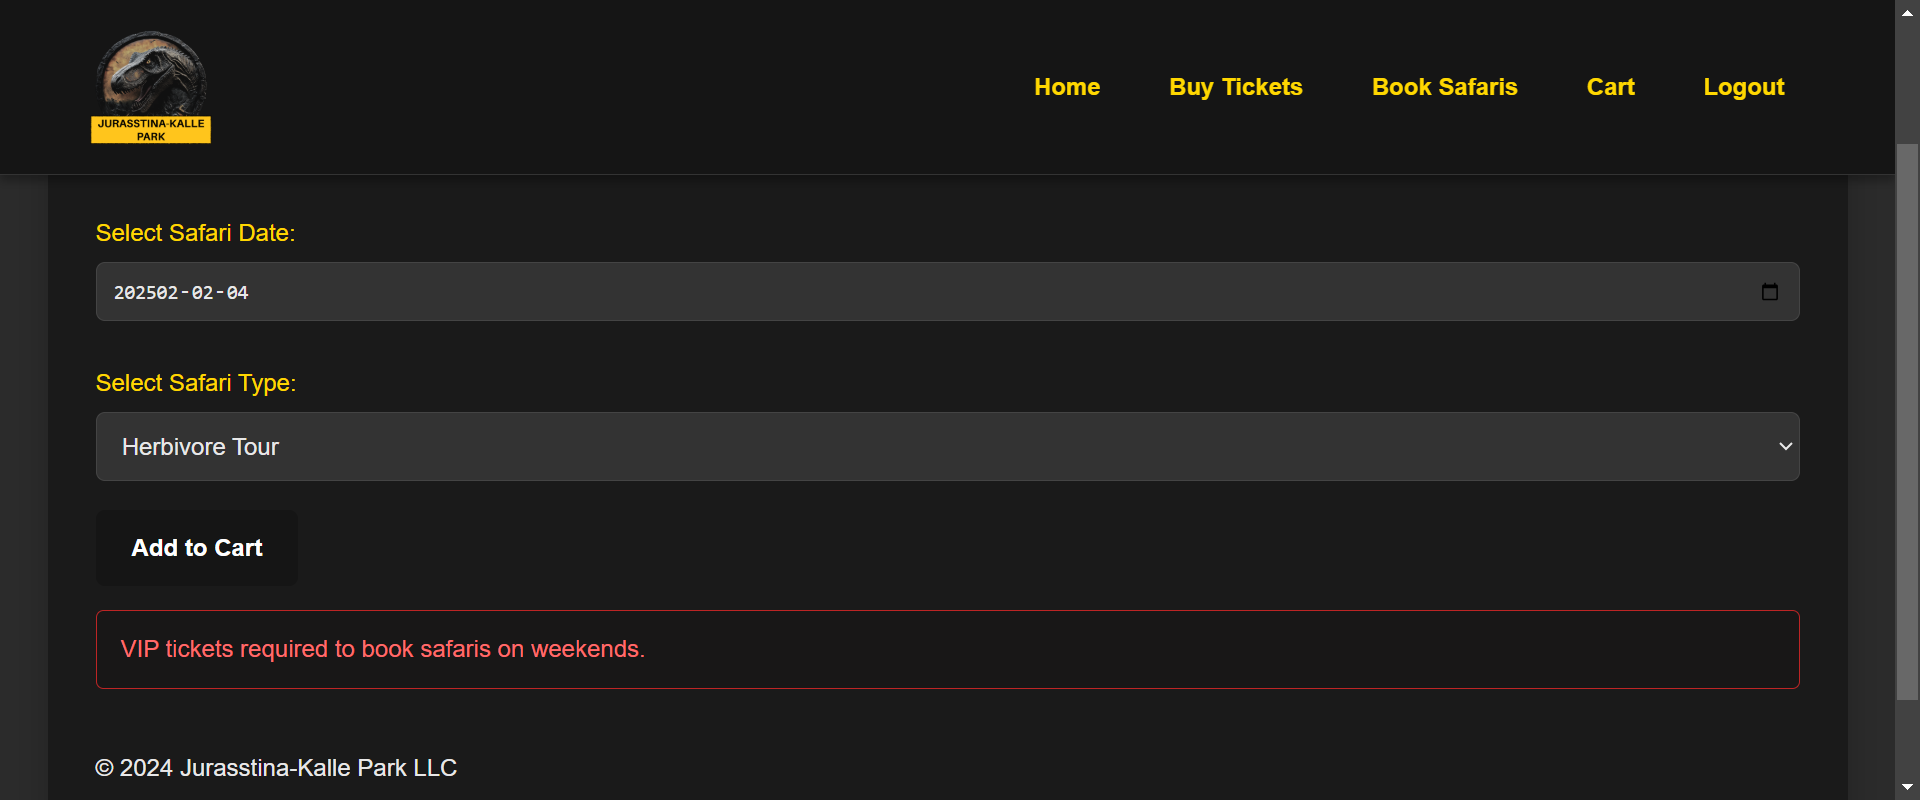 JURASSTINA-KALLE
PARK
Home
Buy Tickets
Book Safaris
Cart
Logout
Select Safari Date:
202502-02-04
Select Safari Type:
Herbivore Tour
Add to Cart
VIP tickets required to book safaris on weekends.
© 2024 Jurasstina-Kalle Park LLC